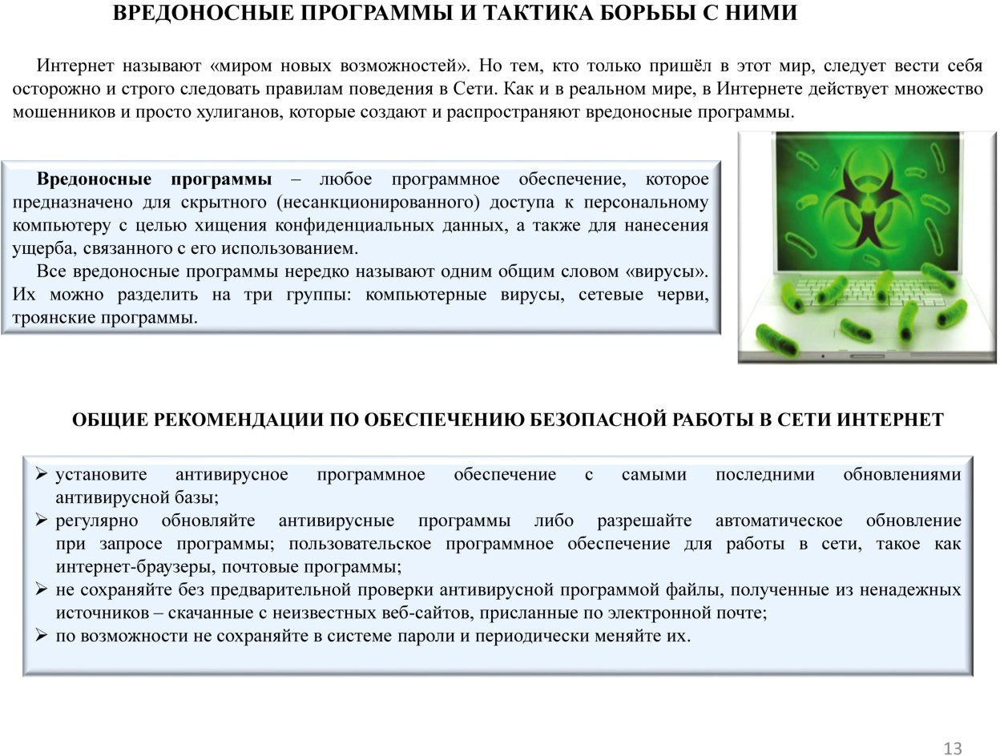 ВРЕДОНОСНЫЕ ПРОГРАММЫ И ТАКТИКА БОРЬБЫ С НИМИ
Интернет называют «миром новых возможностей». Но тем, кто только пришёл в этот мир, следует вести себя
осторожно и строго следовать правилам поведения в Сети. Как и в реальном мире, в Интернете действует множество
мошенников и просто хулиганов, которые создают и распространяют вредоносные программы.
Вредоносные программы – любое программное обеспечение, которое
предназначено для скрытного (несанкционированного) доступа к персональному
компьютеру с целью хищения конфиденциальных данных, а также для нанесения
ущерба, связанного с его использованием.
Все вредоносные программы нередко называют одним общим словом «вирусы».
Их можно разделить на три группы: компьютерные вирусы, сетевые черви,
троянские программы.
ОБЩИЕ РЕКОМЕНДАЦИИ ПО ОБЕСПЕЧЕНИЮ БЕЗОПАСНОЙ РАБОТЫ В СЕТИ ИНТЕРНЕТ
➢ установите антивирусное программное обеспечение с самыми последними обновлениями
антивирусной базы;
➢ регулярно обновляйте антивирусные программы либо разрешайте автоматическое обновление
при запросе программы; пользовательское программное обеспечение для работы в сети, такое как
интернет-браузеры, почтовые программы;
➢ не сохраняйте без предварительной проверки антивирусной программой файлы, полученные из ненадежных
источников – скачанные с неизвестных веб-сайтов, присланные по электронной почте;
➢ по возможности не сохраняйте в системе пароли и периодически меняйте их.
13